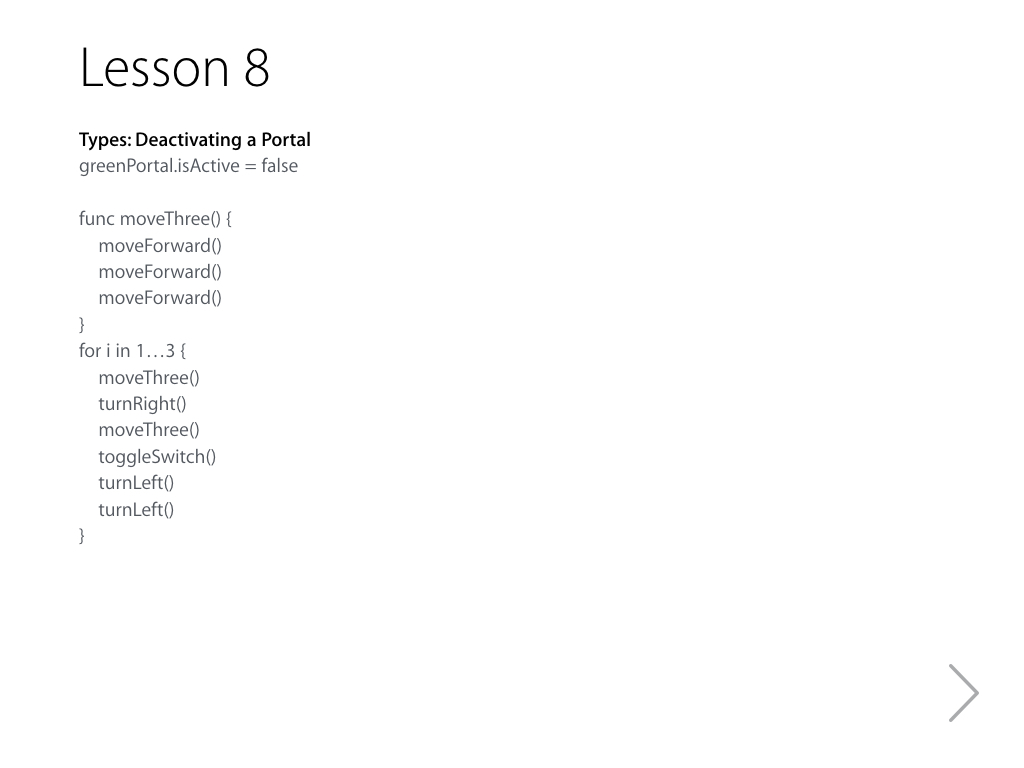 Lesson 8
Types: Deactivating a Portal
greenPortal.isActive = false
func moveThree() {
moveForward()
moveForward()
moveForward()
}
for i in 1…3 {
moveThree()
turnRight()
moveThree()
toggleSwitch()
turnLeft()
turnLeft()
}